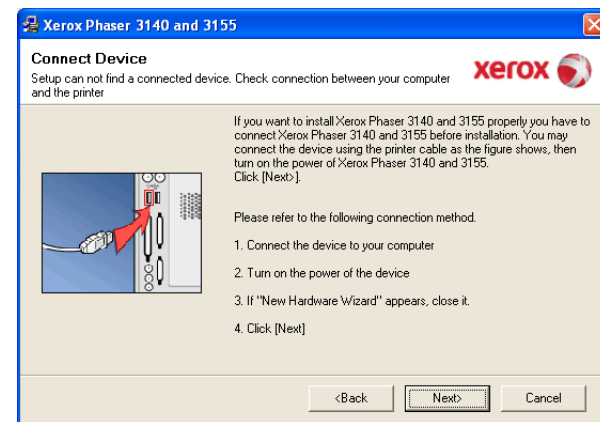 Xerox Phaser 3140 and 3155
Connect Device
Setup can not find a connected device. Check connection between your computer
and the printer
xerox
If you want to install Xerox Phaser 3140 and 3155 properly you have to
connect Xerox Phaser 3140 and 3155 before installation. You may
connect the device using the printer cable as the figure shows, then
turn on the power of Xerox Phaser 3140 and 3155.
Click [Next>].
Please refer to the following connection method.
1. Connect the device to your computer
2. Turn on the power of the device
3. If "New Hardware Wizard" appears, close it.
4. Click [Next]
<Back
Next>
Cancel